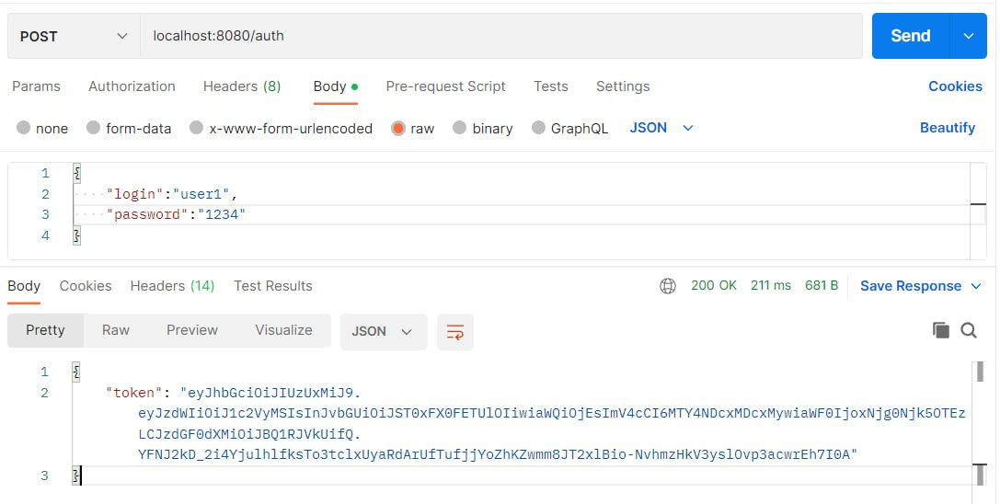 POST localhost:8080/auth Send
Params Authorization Headers (8) Body Pre-request Script Tests Settings Cookies
none form-data x-www-form-urlencoded raw binary GraphQL JSON Beautify
1 {
2 "login":"user1",
3 "password":"1234"
4 }
Body Cookies Headers (14) Test Results 200 OK 211 ms 681 B Save Response
Pretty Raw Preview Visualize JSON
1 {
2 "token": "eyJhbGciOiJIUzUxMiJ9.
eyJzdWIiOiJ1c2VyMSIsInJvbGUiOiJST0xFX0FETUlOIiwiaWQiOjEsImV4cCI6MTY4NDcxMDcxMywiaWF0IjoxNjg0Njk5OTEz
LCJzdGF0dXMiOiJBQ1RJVkUifQ.
YFNJ2kD_2i4YjulhlfksTo3tclxUyaRdArUfTufjjYoZhKZwmm8JT2xlBio-NvhmzHkV3yslOvp3acwrEh7I0A"
3 }